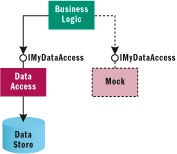 Business
Logic
IMyDataAccess
IMyDataAccess
Data
Access
Mock
Data
Store